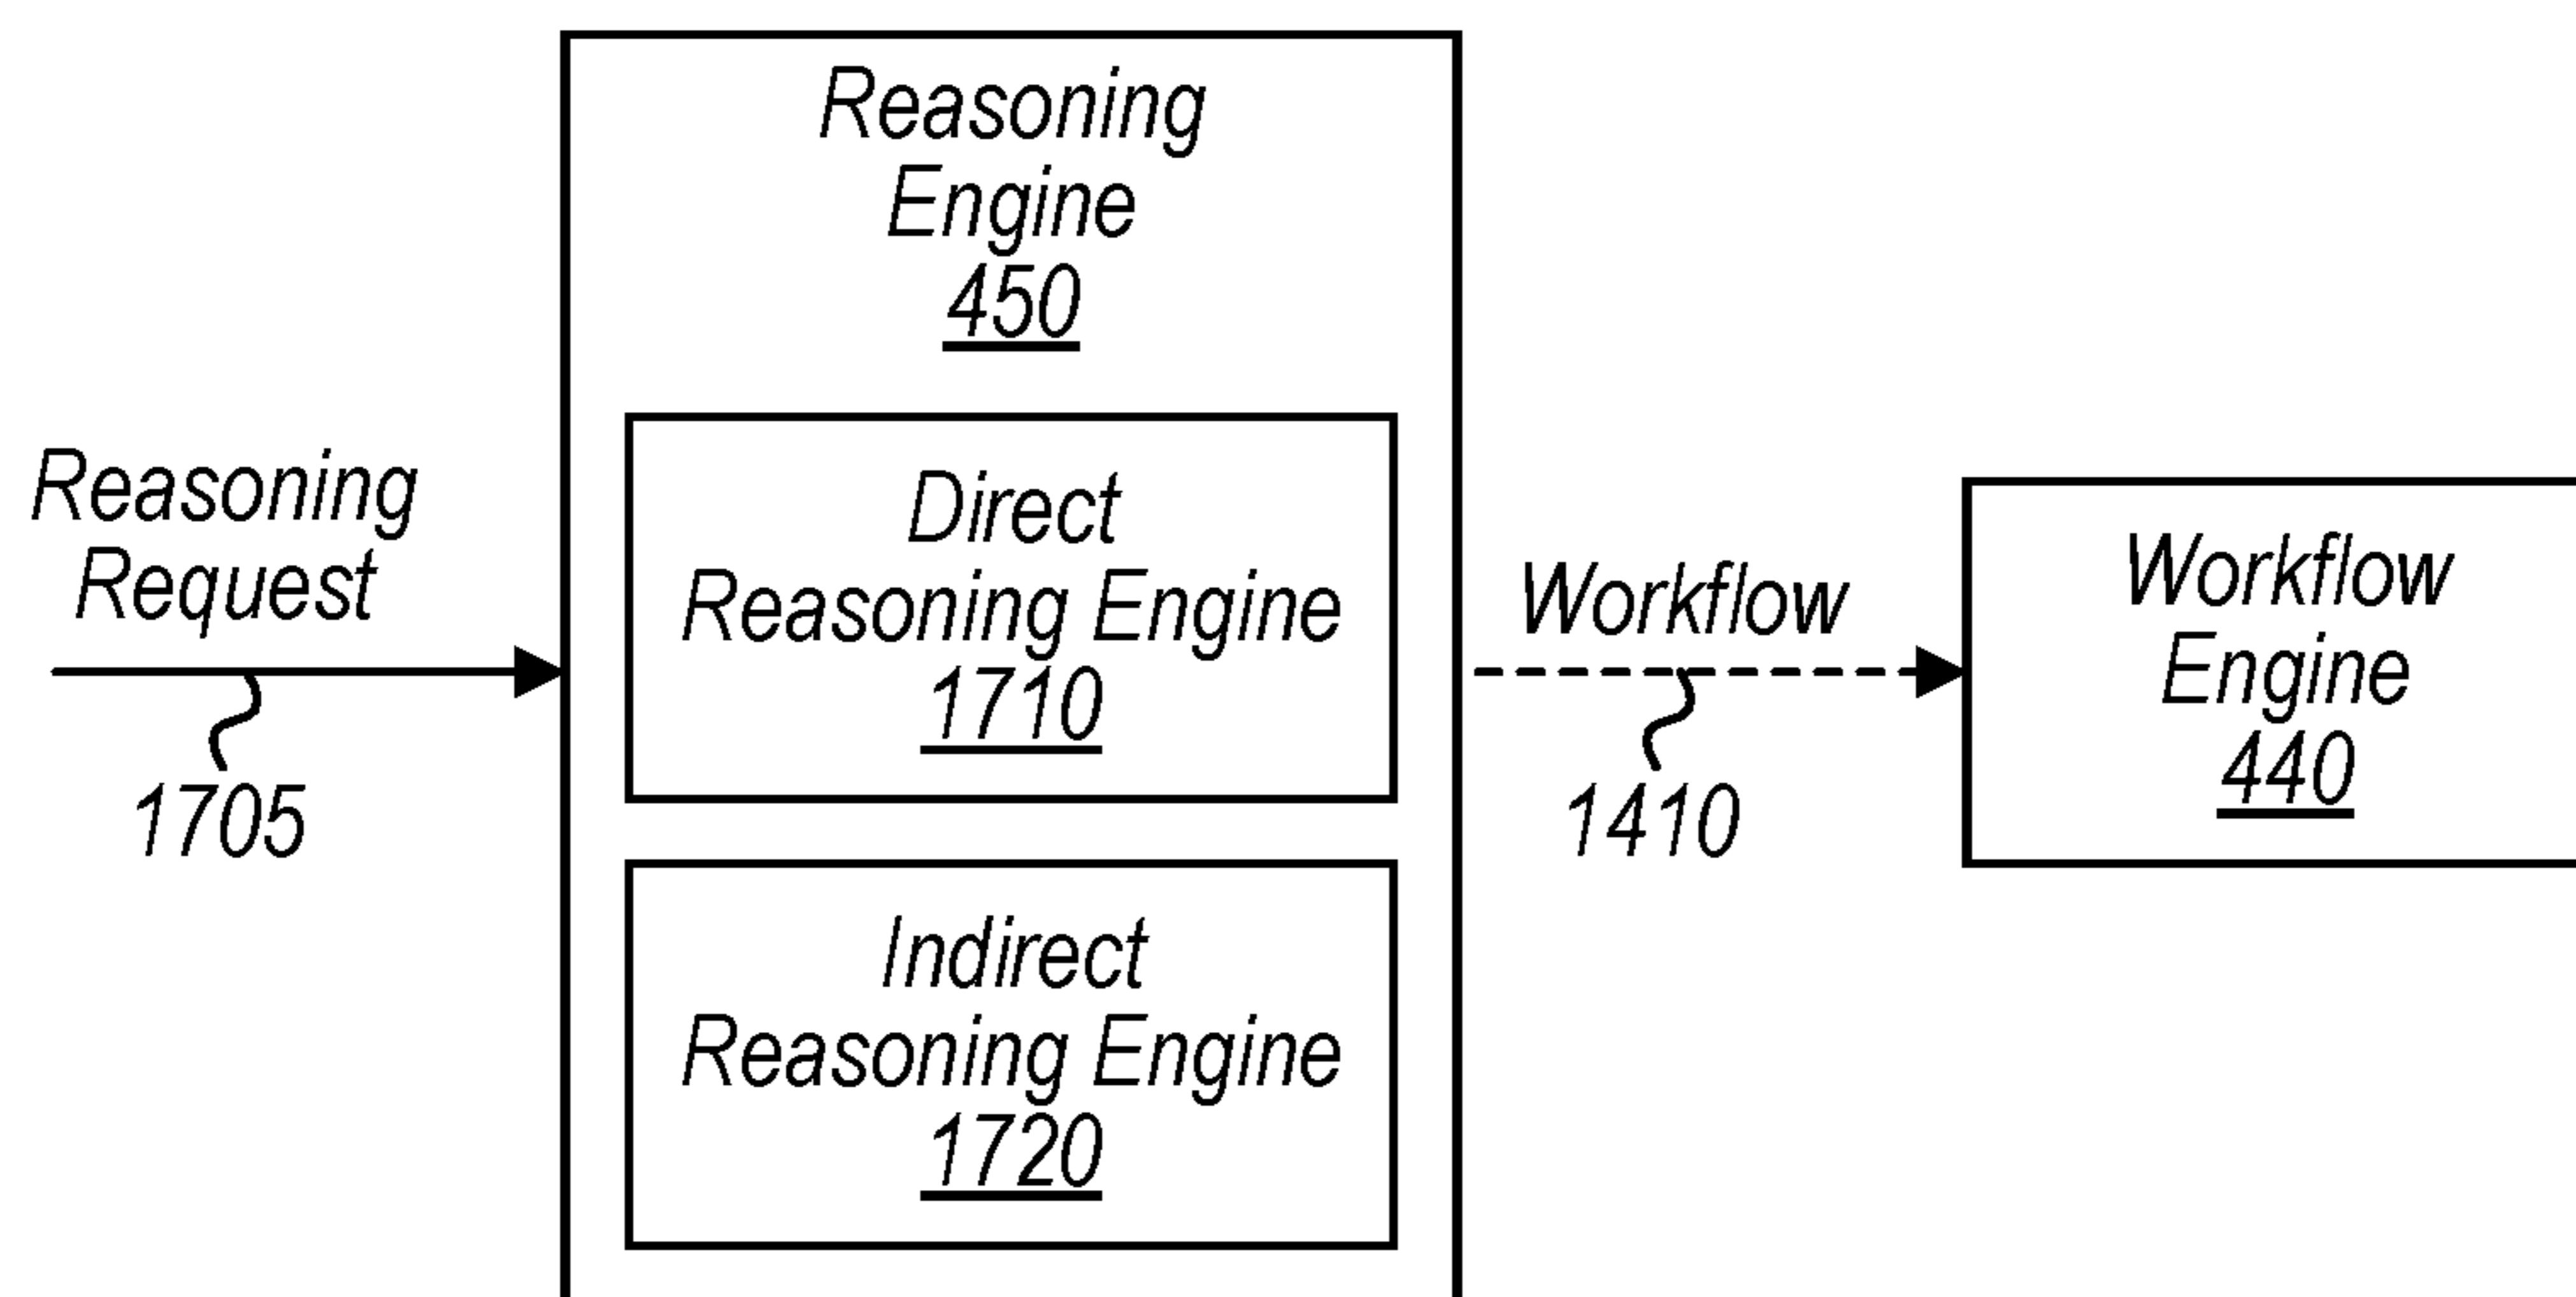 Reasoning
Engine
450
Reasoning
Request
1705
Direct
Reasoning Engine
1710
Indirect
Reasoning Engine
1720
Workflow
1410
Workflow
Engine
440